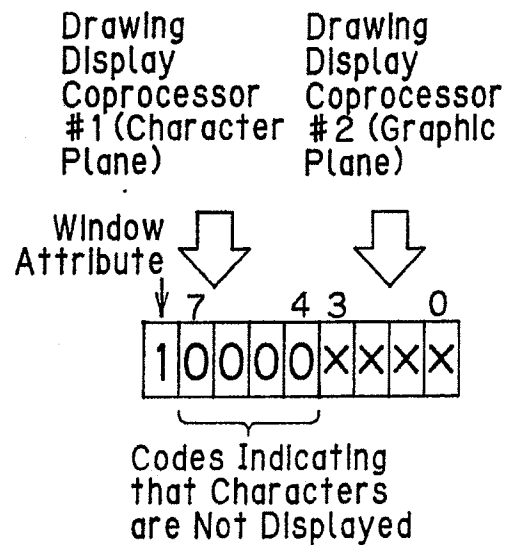 Drawing
Display
Coprocessor
#1 (Character
Plane)
Drawing
Display
Coprocessor
#2 (Graphic
Plane)
Window
Attribute
7 4 3 0
1 0 0 0 0 × × × ×
Codes Indicating
that Characters
are Not Displayed